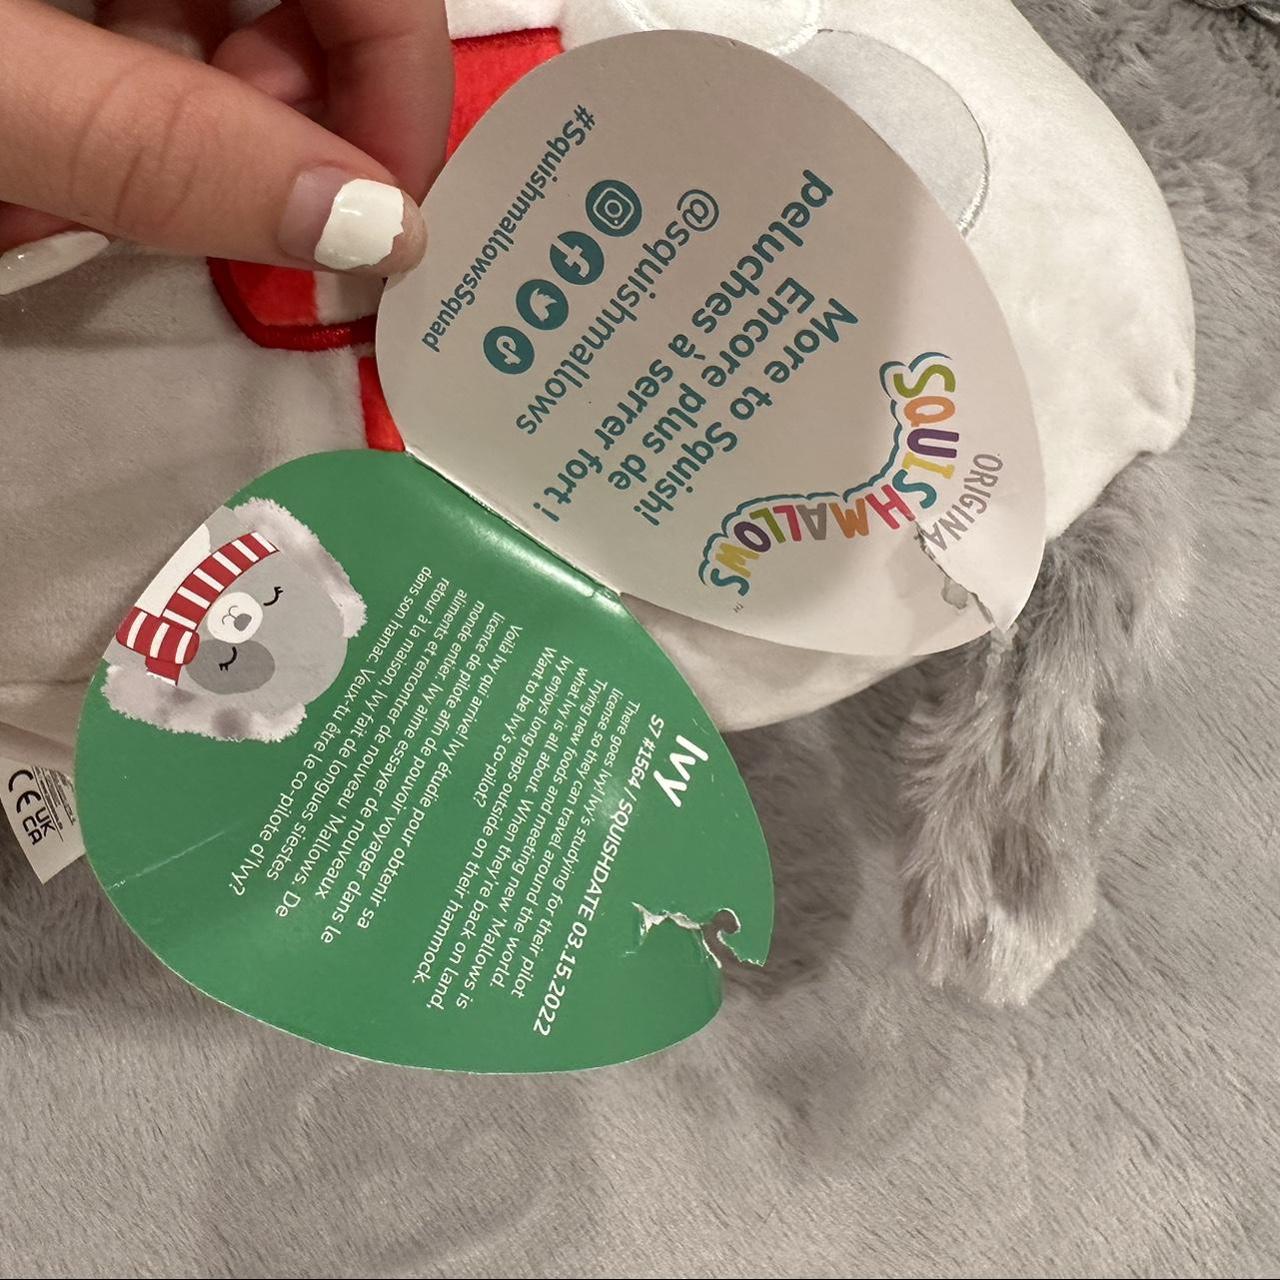 ORIGINAL
SQUISHMALLOWS™
More to Squish!
Encore plus de
peluches à serrer fort !
@squishmallows
#SquishmallowsSquad
Ivy
S7 #1564 / SQUISHDATE 03.15.2022
There goes Ivy! Ivy's studying for their pilot
license so they can travel around the world.
Trying new foods and meeting new 'Mallows is
what Ivy is all about. When they're back on land,
Ivy enjoys long naps outside on their hammock.
Want to be Ivy's co-pilot?
Voilà Ivy qui arrive! Ivy étudie pour obtenir sa
licence de pilote afin de pouvoir voyager dans le
monde entier. Ivy aime essayer de nouveaux
aliments et rencontrer de nouveau Mallows. De
retour à la maison, Ivy fait de longues siestes
dans son hamac. Veux-tu être le co-pilote d'Ivy?
CE
UK
CA